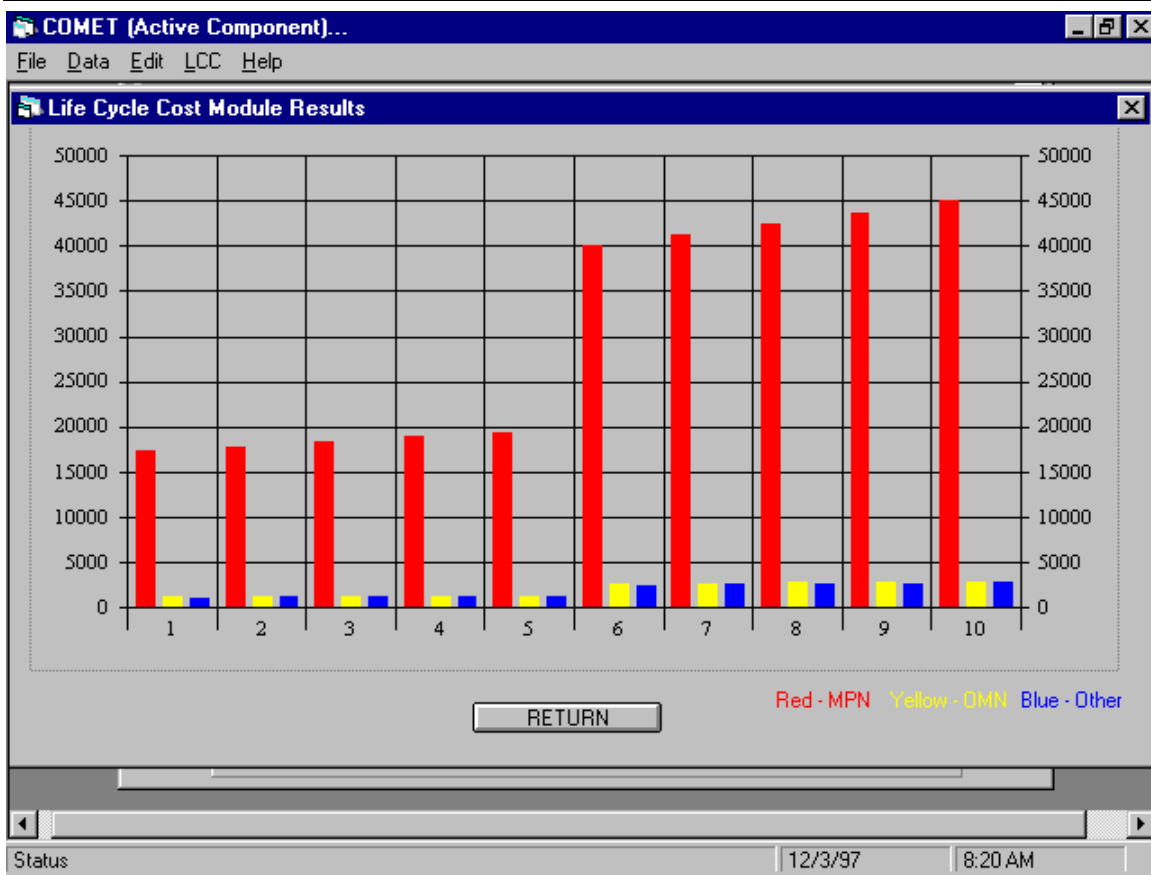 COMET (Active Component)...
File Data Edit LCC Help
Life Cycle Cost Module Results
50000 50000
45000 45000
40000 40000
35000 35000
30000 30000
25000 25000
20000 20000
15000 15000
10000 10000
5000 5000
0 0
1 2 3 4 5 6 7 8 9 10
Red - MPN Yellow - OMN Blue - Other
RETURN
Status 12/3/97 8:20 AM